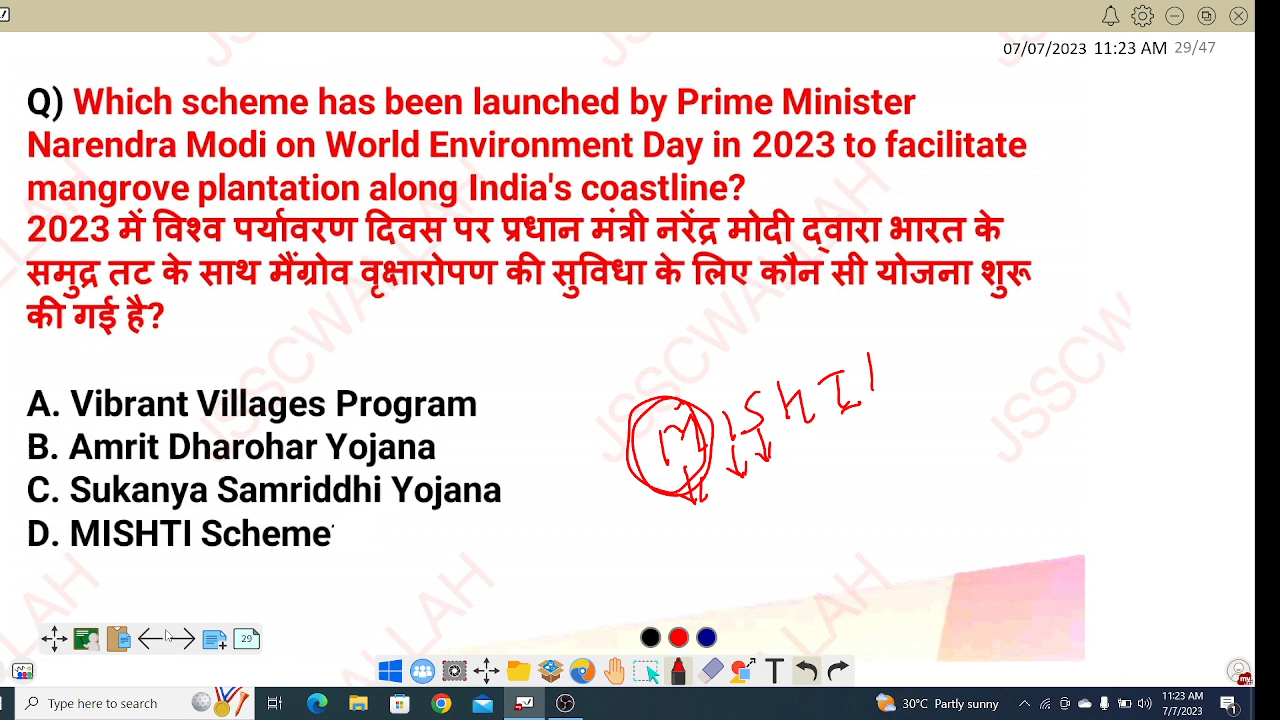 07/07/2023 11:23 AM 29/47
Q) Which scheme has been launched by Prime Minister
Narendra Modi on World Environment Day in 2023 to facilitate
mangrove plantation along India's coastline?
2023 में विश्व पर्यावरण दिवस पर प्रधान मंत्री नरेंद्र मोदी द्वारा भारत के
समुद्र तट के साथ मैंग्रोव वृक्षारोपण की सुविधा के लिए कौन सी योजना शुरू
की गई है?
A. Vibrant Villages Program
B. Amrit Dharohar Yojana
C. Sukanya Samriddhi Yojana
D. MISHTI Scheme
JSSCWALLAH
29
Type here to search
30°C Partly sunny
11:23 AM
7/7/2023
1